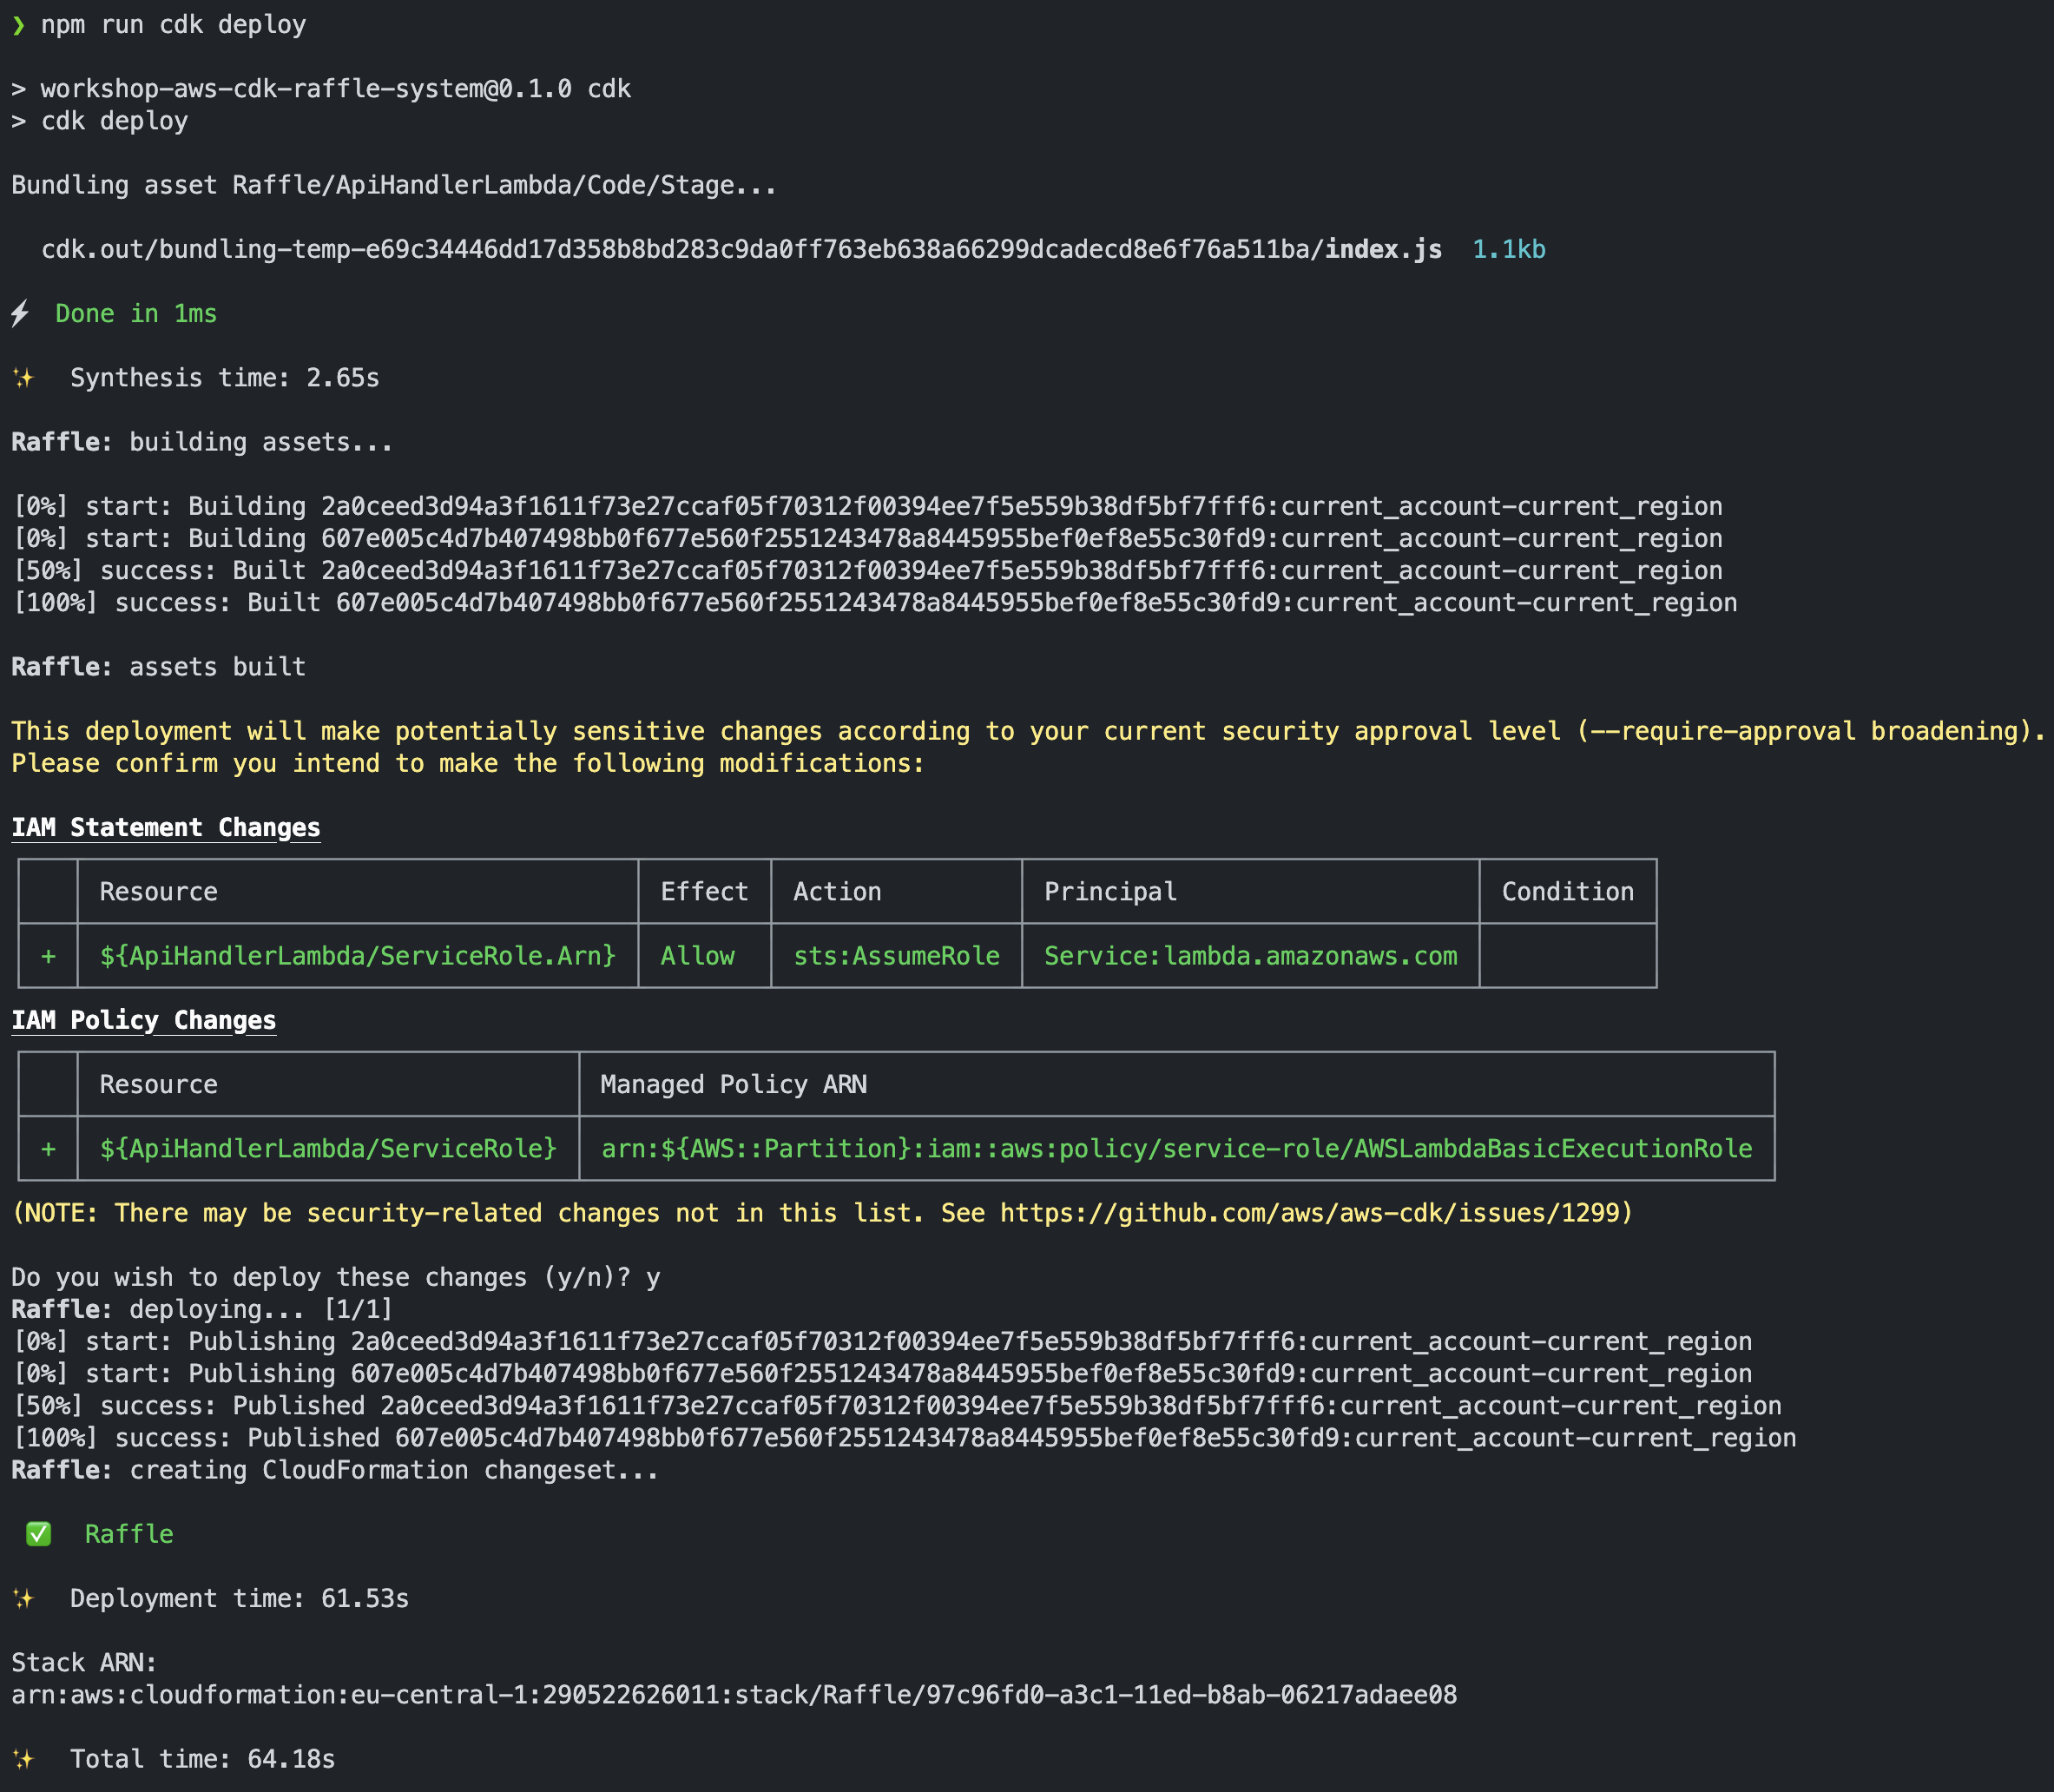 ❯ npm run cdk deploy
> workshop-aws-cdk-raffle-system@0.1.0 cdk
> cdk deploy
Bundling asset Raffle/ApiHandlerLambda/Code/Stage...
cdk.out/bundling-temp-e69c34446dd17d358b8bd283c9da0ff763eb638a66299dcadecd8e6f76a511ba/index.js  1.1kb
⚡ Done in 1ms
✨  Synthesis time: 2.65s
Raffle: building assets...
[0%] start: Building 2a0ceed3d94a3f1611f73e27ccaf05f70312f00394ee7f5e559b38df5bf7fff6:current_account-current_region
[0%] start: Building 607e005c4d7b407498bb0f677e560f2551243478a8445955bef0ef8e55c30fd9:current_account-current_region
[50%] success: Built 2a0ceed3d94a3f1611f73e27ccaf05f70312f00394ee7f5e559b38df5bf7fff6:current_account-current_region
[100%] success: Built 607e005c4d7b407498bb0f677e560f2551243478a8445955bef0ef8e55c30fd9:current_account-current_region
Raffle: assets built
This deployment will make potentially sensitive changes according to your current security approval level (--require-approval broadening).
Please confirm you intend to make the following modifications:
IAM Statement Changes
Resource Effect Action Principal Condition
+ ${ApiHandlerLambda/ServiceRole.Arn} Allow sts:AssumeRole Service:lambda.amazonaws.com
IAM Policy Changes
Resource Managed Policy ARN
+ ${ApiHandlerLambda/ServiceRole} arn:${AWS::Partition}:iam::aws:policy/service-role/AWSLambdaBasicExecutionRole
(NOTE: There may be security-related changes not in this list. See https://github.com/aws/aws-cdk/issues/1299)
Do you wish to deploy these changes (y/n)? y
Raffle: deploying... [1/1]
[0%] start: Publishing 2a0ceed3d94a3f1611f73e27ccaf05f70312f00394ee7f5e559b38df5bf7fff6:current_account-current_region
[0%] start: Publishing 607e005c4d7b407498bb0f677e560f2551243478a8445955bef0ef8e55c30fd9:current_account-current_region
[50%] success: Published 2a0ceed3d94a3f1611f73e27ccaf05f70312f00394ee7f5e559b38df5bf7fff6:current_account-current_region
[100%] success: Published 607e005c4d7b407498bb0f677e560f2551243478a8445955bef0ef8e55c30fd9:current_account-current_region
Raffle: creating CloudFormation changeset...
✅  Raffle
✨  Deployment time: 61.53s
Stack ARN:
arn:aws:cloudformation:eu-central-1:290522626011:stack/Raffle/97c96fd0-a3c1-11ed-b8ab-06217adaee08
✨  Total time: 64.18s